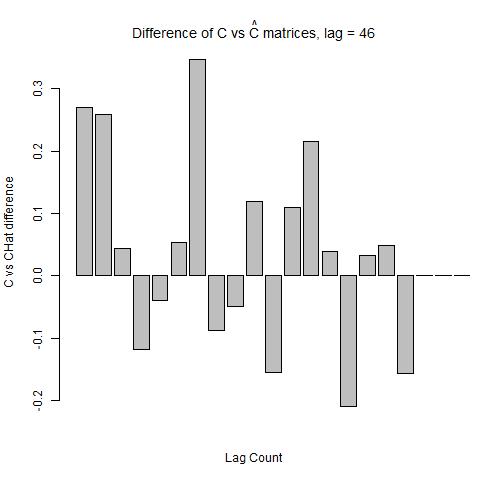 Difference of C vs Ĉ matrices, lag = 46
0.3
0.2
0.1
0.0
-0.1
-0.2
C vs CHat difference
Lag Count